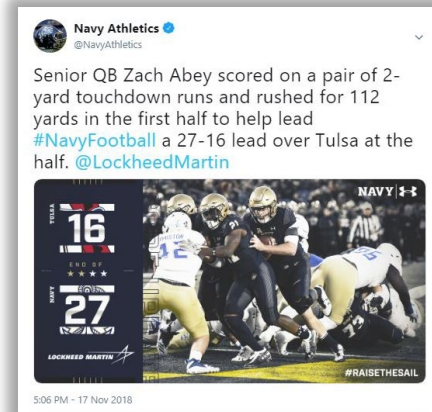 Navy Athletics
@NavyAthletics
Senior QB Zach Abey scored on a pair of 2-
yard touchdown runs and rushed for 112
yards in the first half to help lead
#NavyFootball a 27-16 lead over Tulsa at the
half. @LockheedMartin
NAVY
TULSA
16
END OF
NAVY
27
LOCKHEED MARTIN
42
21
#RAISETHESAIL
5:06 PM - 17 Nov 2018